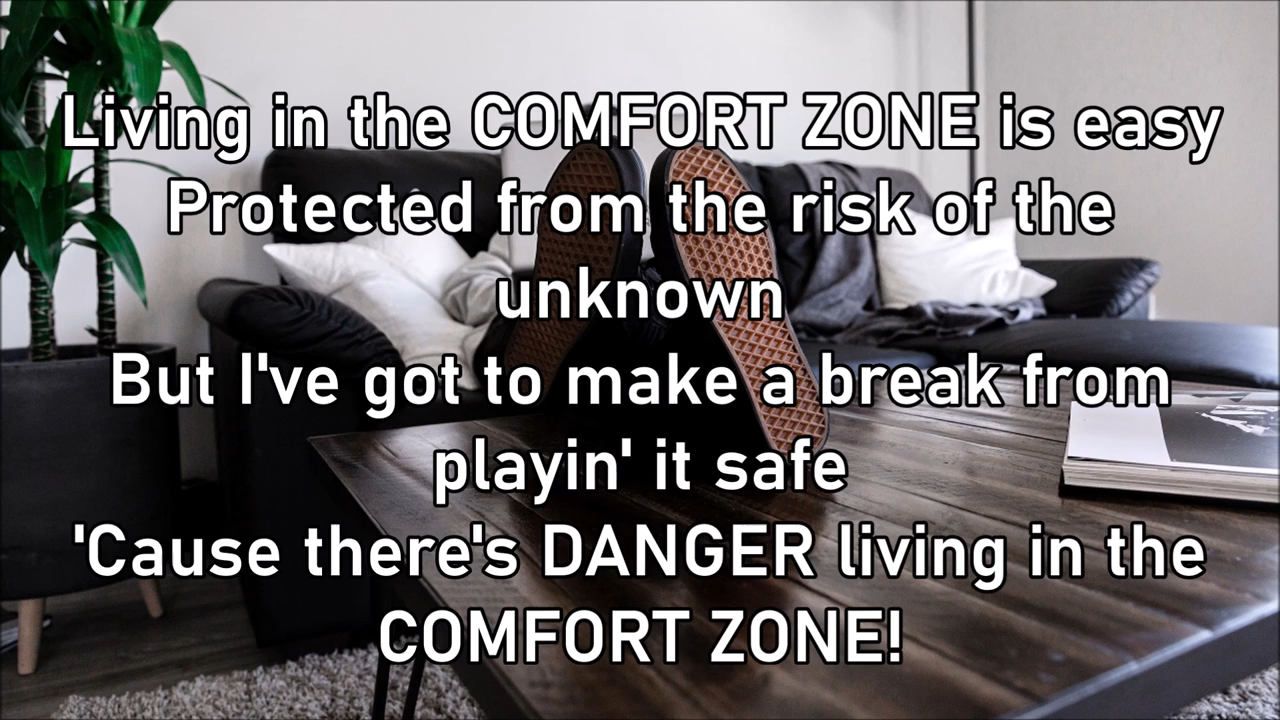 Living in the COMFORT ZONE is easy
Protected from the risk of the
unknown
But I've got to make a break from
playin' it safe
'Cause there's DANGER living in the
COMFORT ZONE!